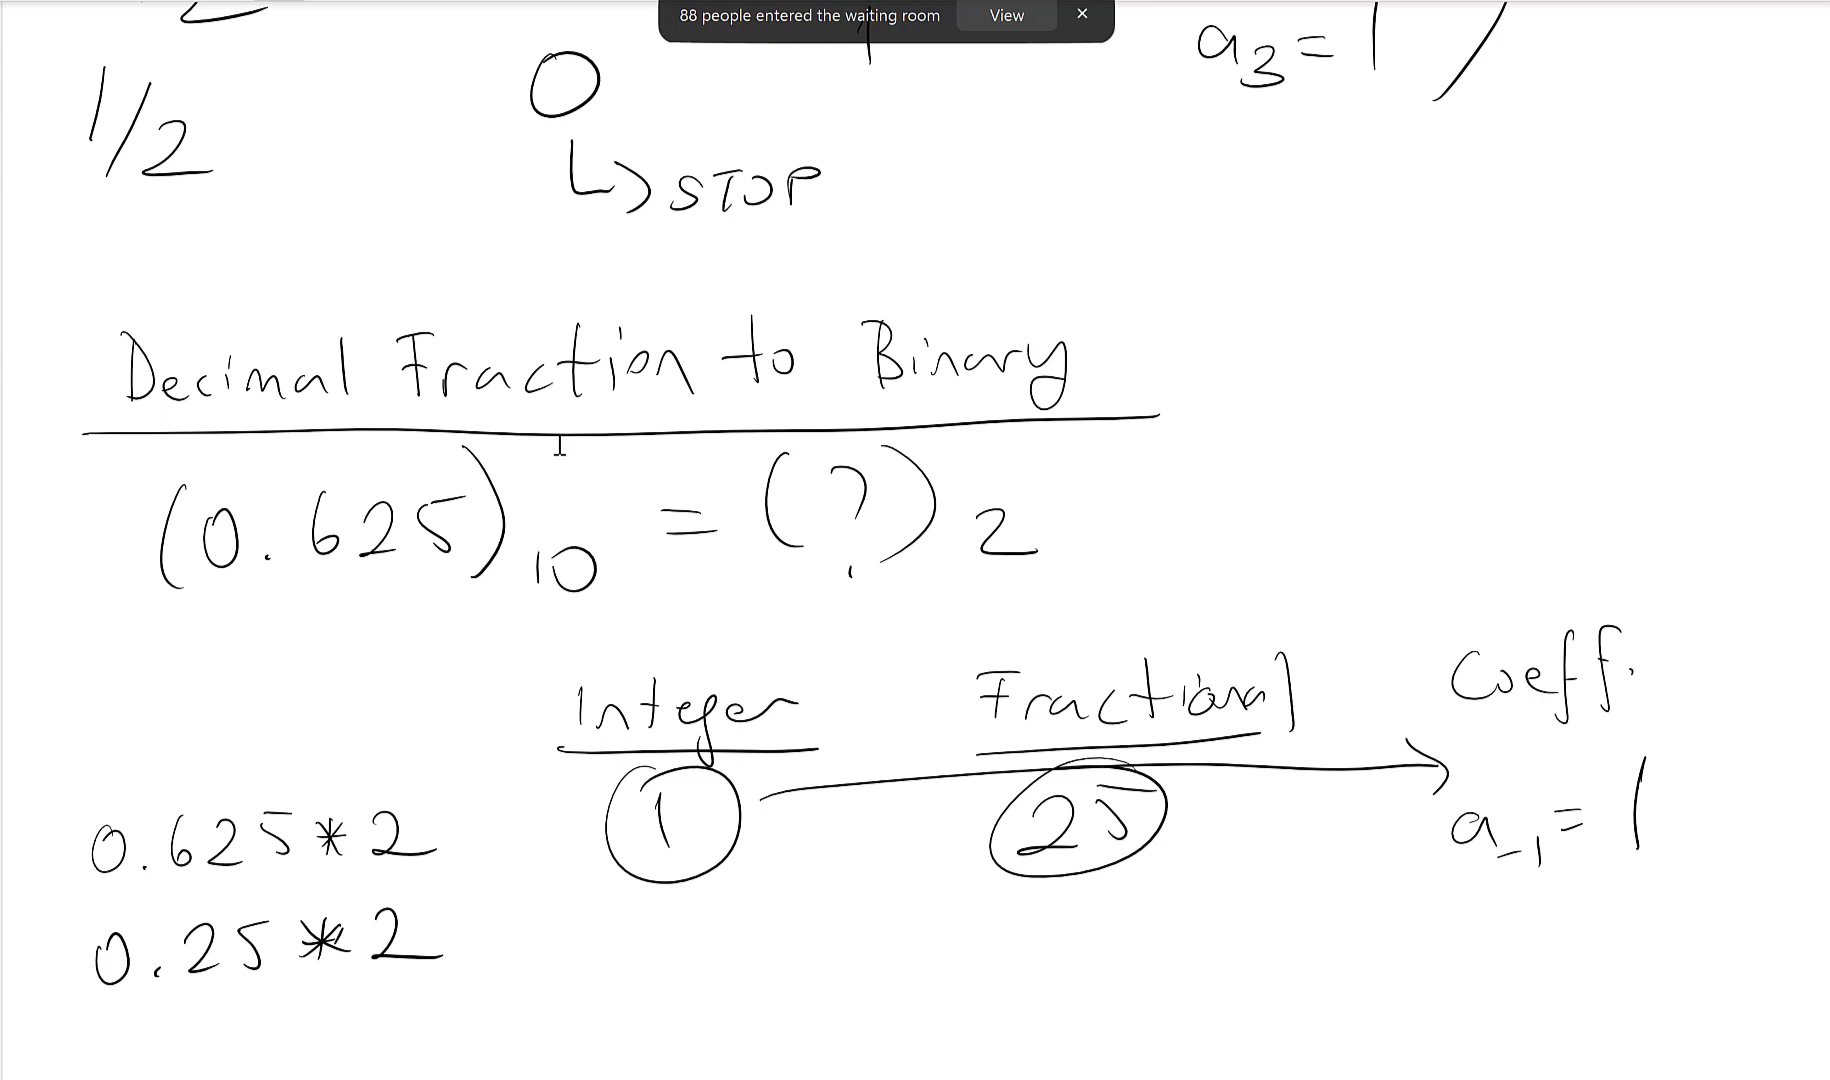 88 people entered the waiting room View ×
a₃ = 1 )
1/2
0
↳ STOP
Decimal Fraction to Binary
(0.625)₁₀ = (?)₂
Integer Fractional Coeff.
0.625*2 1 25 a₋₁ = 1
0.25*2